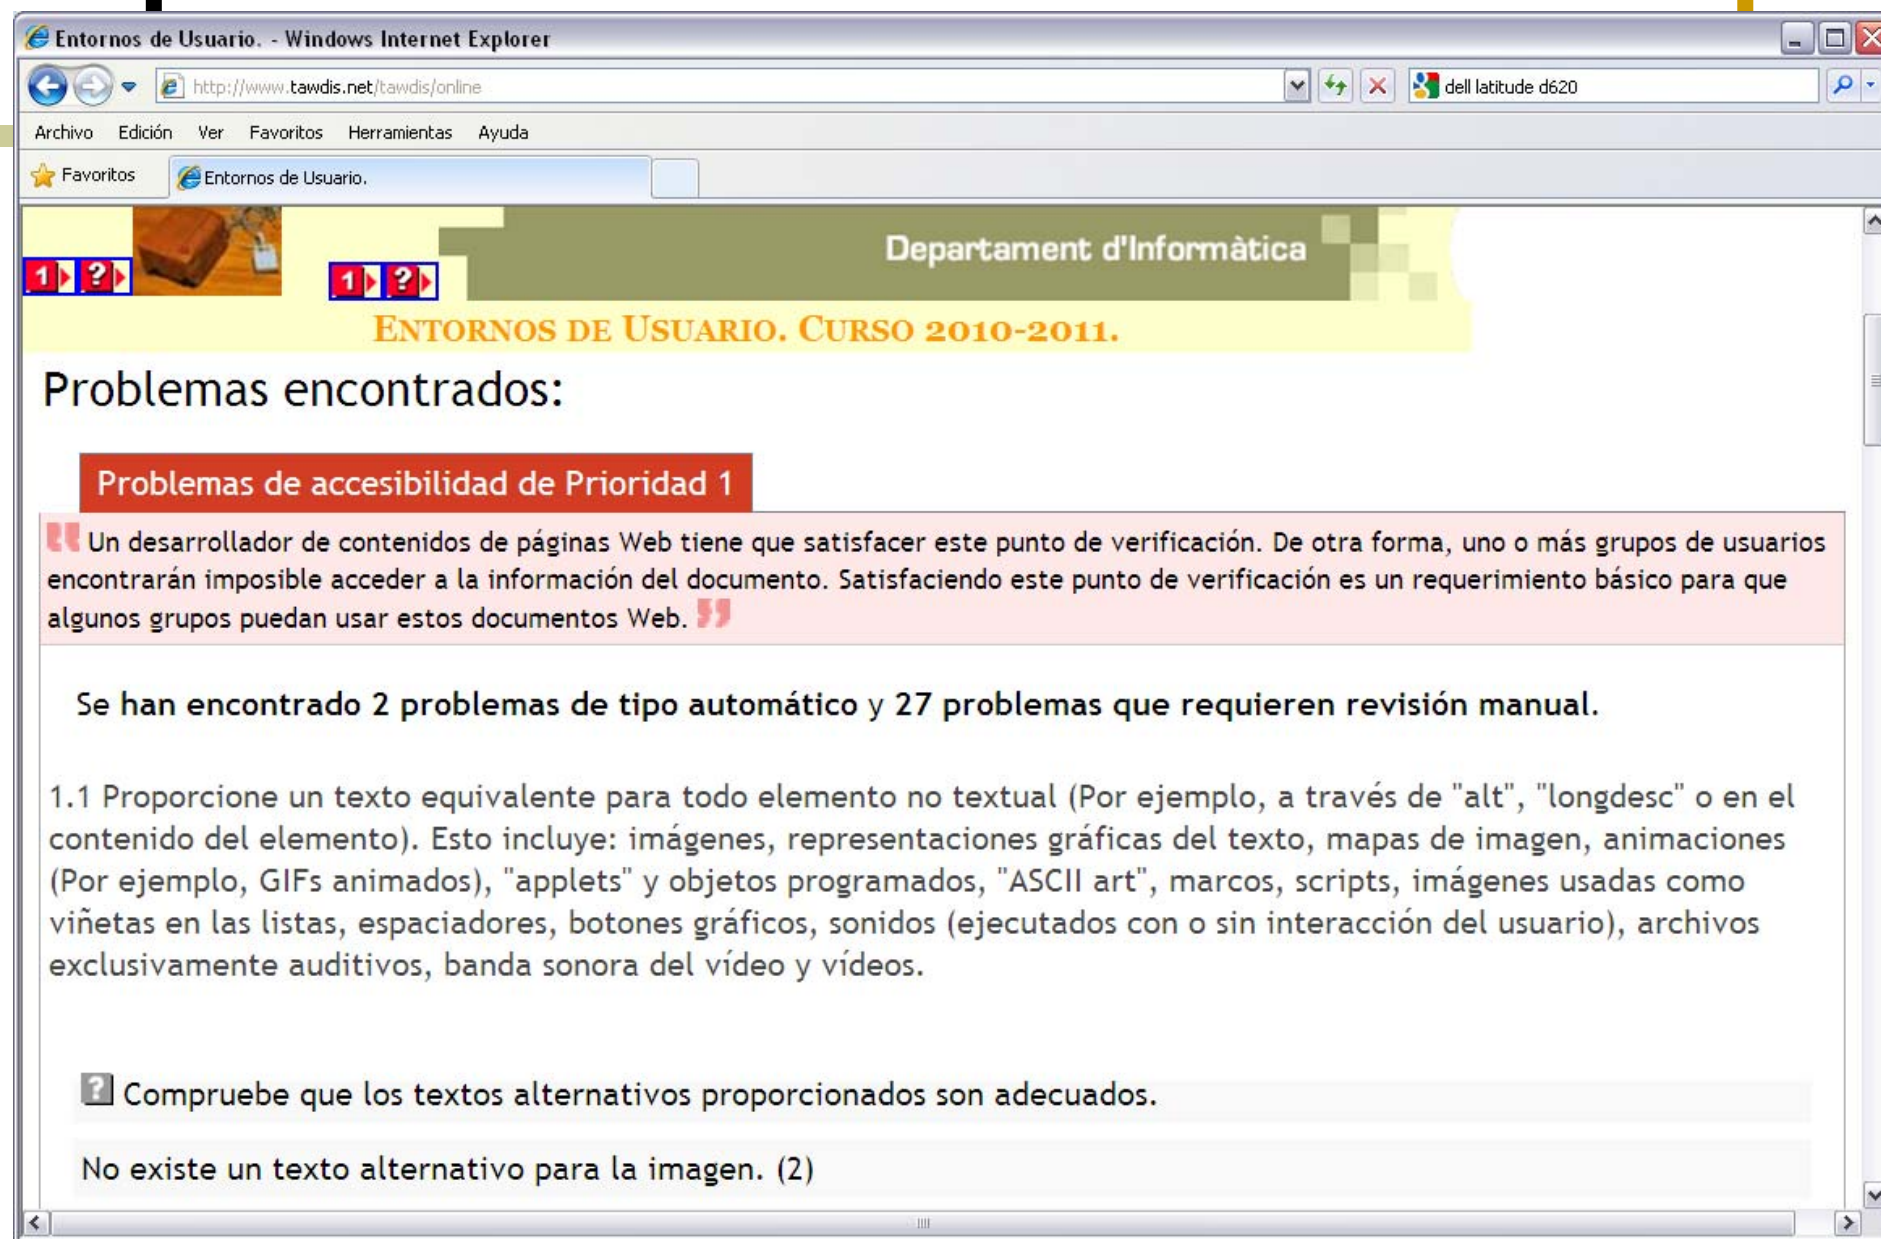 Entornos de Usuario. - Windows Internet Explorer
http://www.tawdis.net/tawdis/online
dell latitude d620
Archivo Edición Ver Favoritos Herramientas Ayuda
Favoritos
Entornos de Usuario.
Departament d'Informàtica
1 ? 1 ?
ENTORNOS DE USUARIO. CURSO 2010-2011.
Problemas encontrados:
Problemas de accesibilidad de Prioridad 1
Un desarrollador de contenidos de páginas Web tiene que satisfacer este punto de verificación. De otra forma, uno o más grupos de usuarios
encontrarán imposible acceder a la información del documento. Satisfaciendo este punto de verificación es un requerimiento básico para que
algunos grupos puedan usar estos documentos Web.
Se han encontrado 2 problemas de tipo automático y 27 problemas que requieren revisión manual.
1.1 Proporcione un texto equivalente para todo elemento no textual (Por ejemplo, a través de "alt", "longdesc" o en el
contenido del elemento). Esto incluye: imágenes, representaciones gráficas del texto, mapas de imagen, animaciones
(Por ejemplo, GIFs animados), "applets" y objetos programados, "ASCII art", marcos, scripts, imágenes usadas como
viñetas en las listas, espaciadores, botones gráficos, sonidos (ejecutados con o sin interacción del usuario), archivos
exclusivamente auditivos, banda sonora del vídeo y vídeos.
? Compruebe que los textos alternativos proporcionados son adecuados.
No existe un texto alternativo para la imagen. (2)